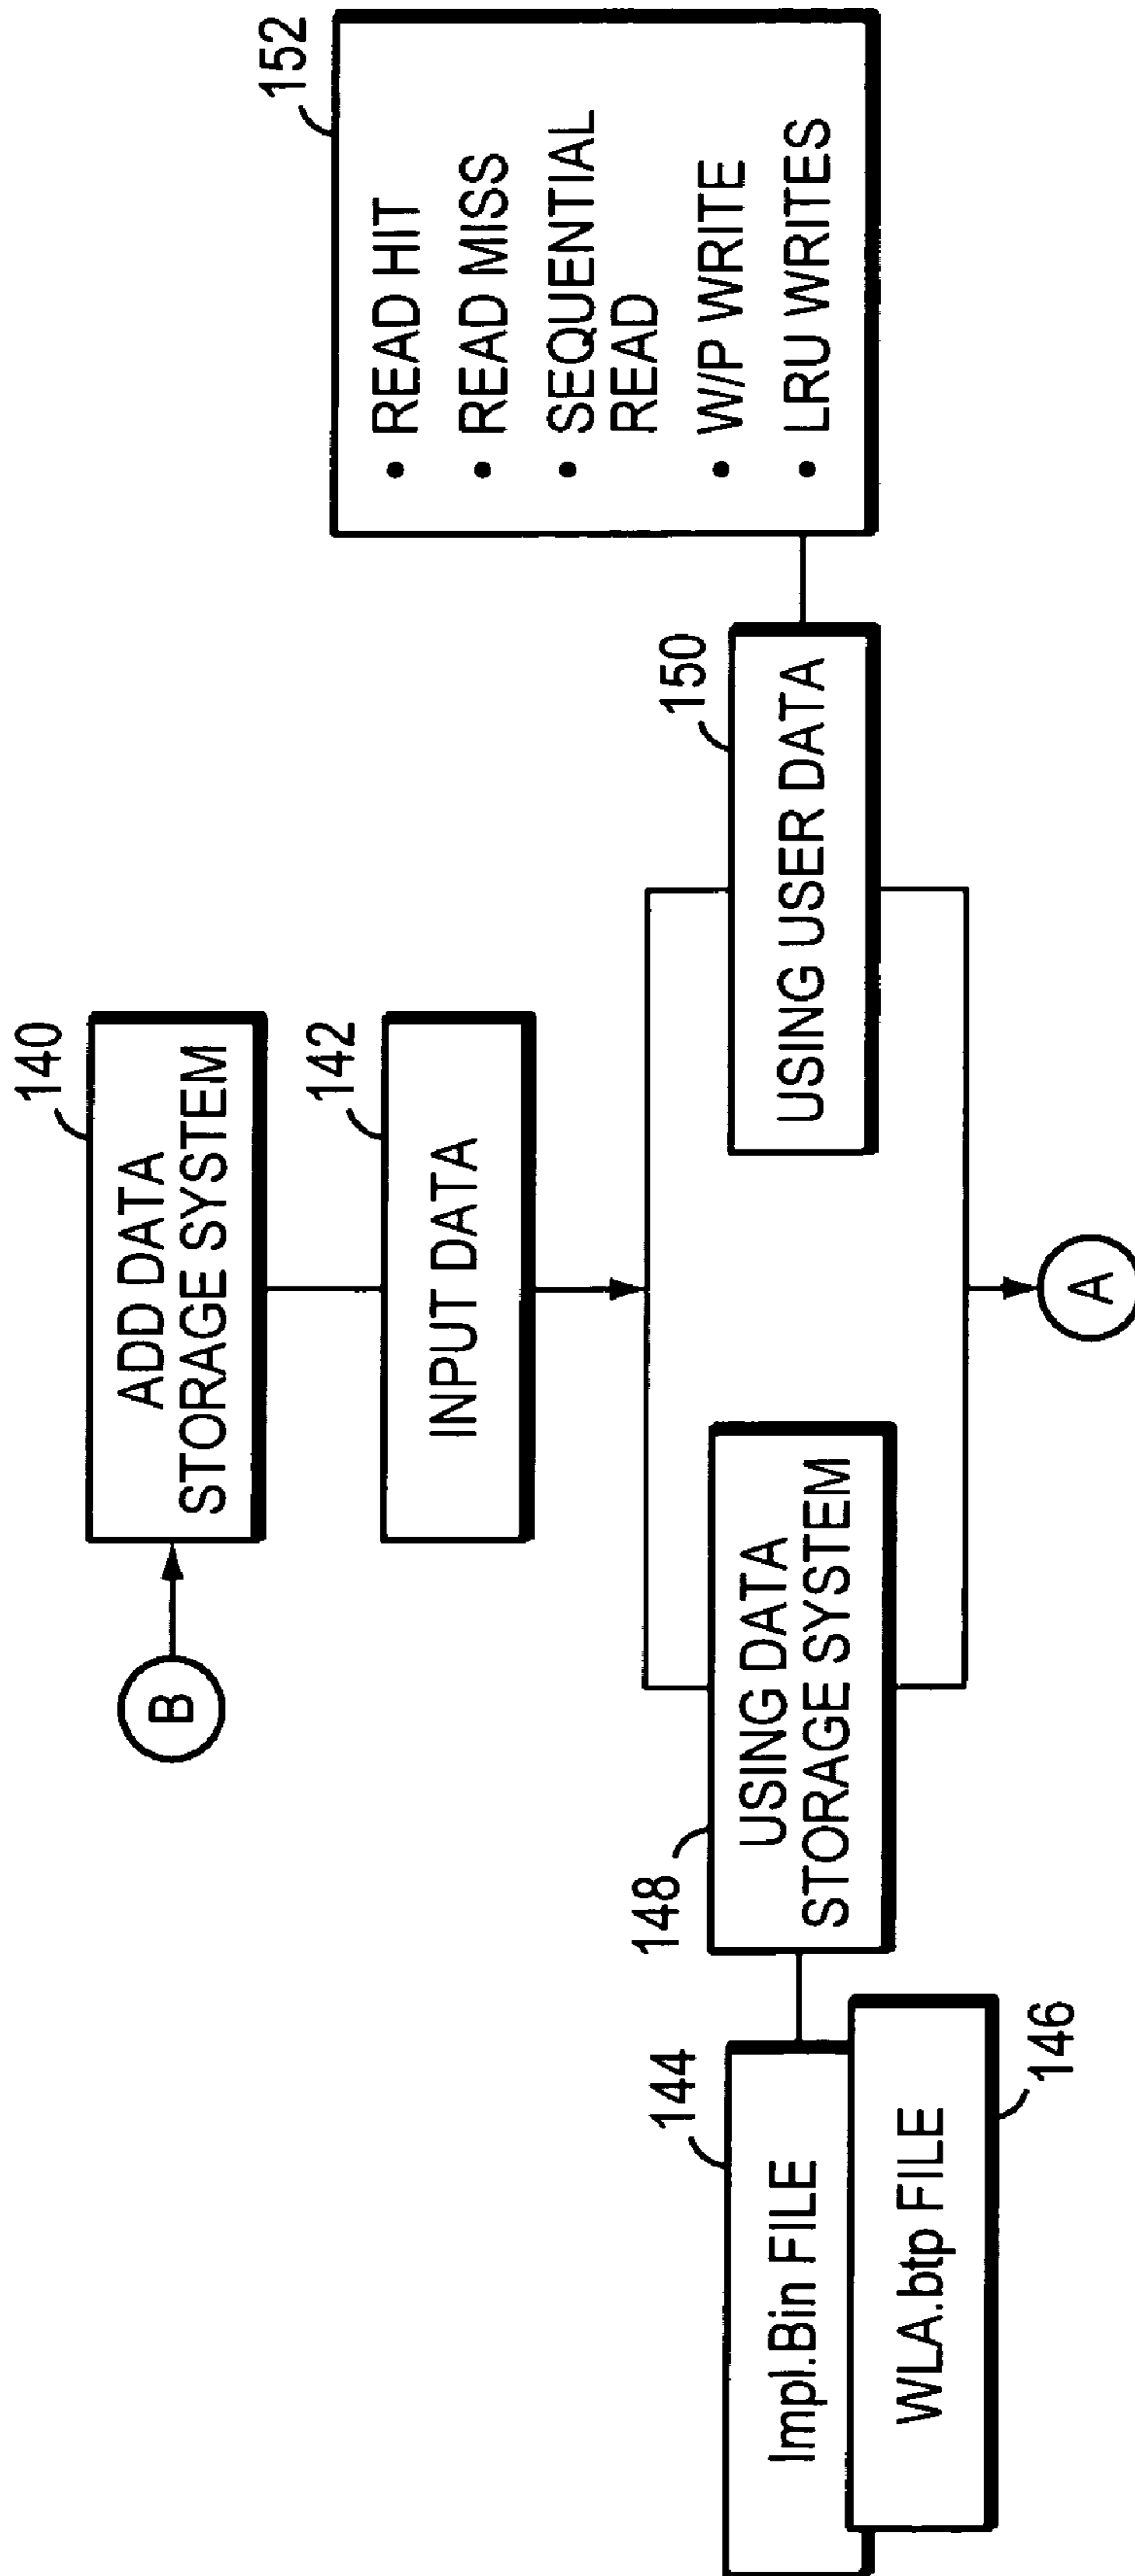 B
140
ADD DATA
STORAGE SYSTEM
142
INPUT DATA
148
USING DATA
STORAGE SYSTEM
144
Impl.Bin FILE
WLA.btp FILE
146
150
USING USER DATA
152
• READ HIT
• READ MISS
• SEQUENTIAL
READ
• W/P WRITE
• LRU WRITES
A